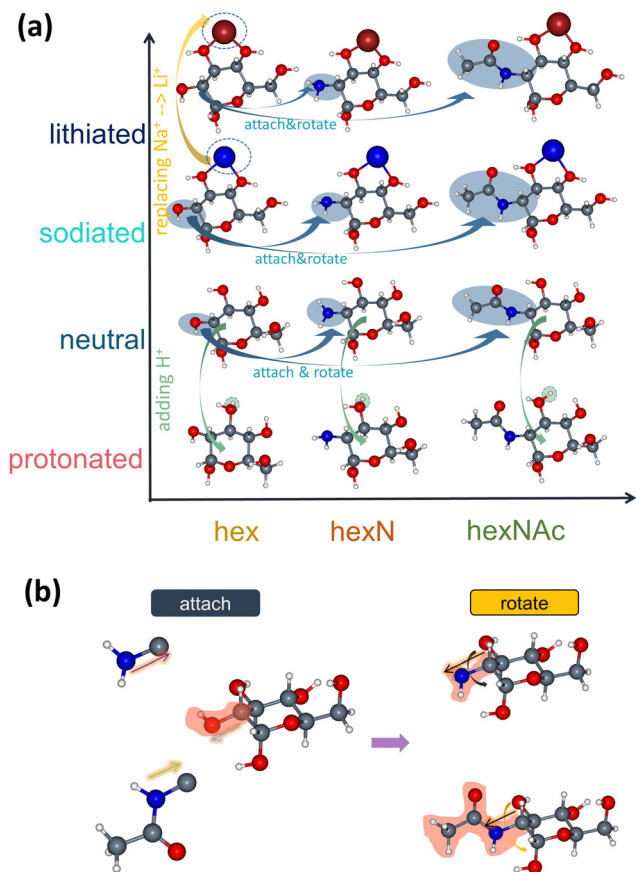 (a)
replacing Na⁺ --> Li⁺
lithiated
attach&rotate
sodiated
attach&rotate
neutral
attach & rotate
adding H⁺
protonated
hex hexN hexNAc
(b)
attach rotate